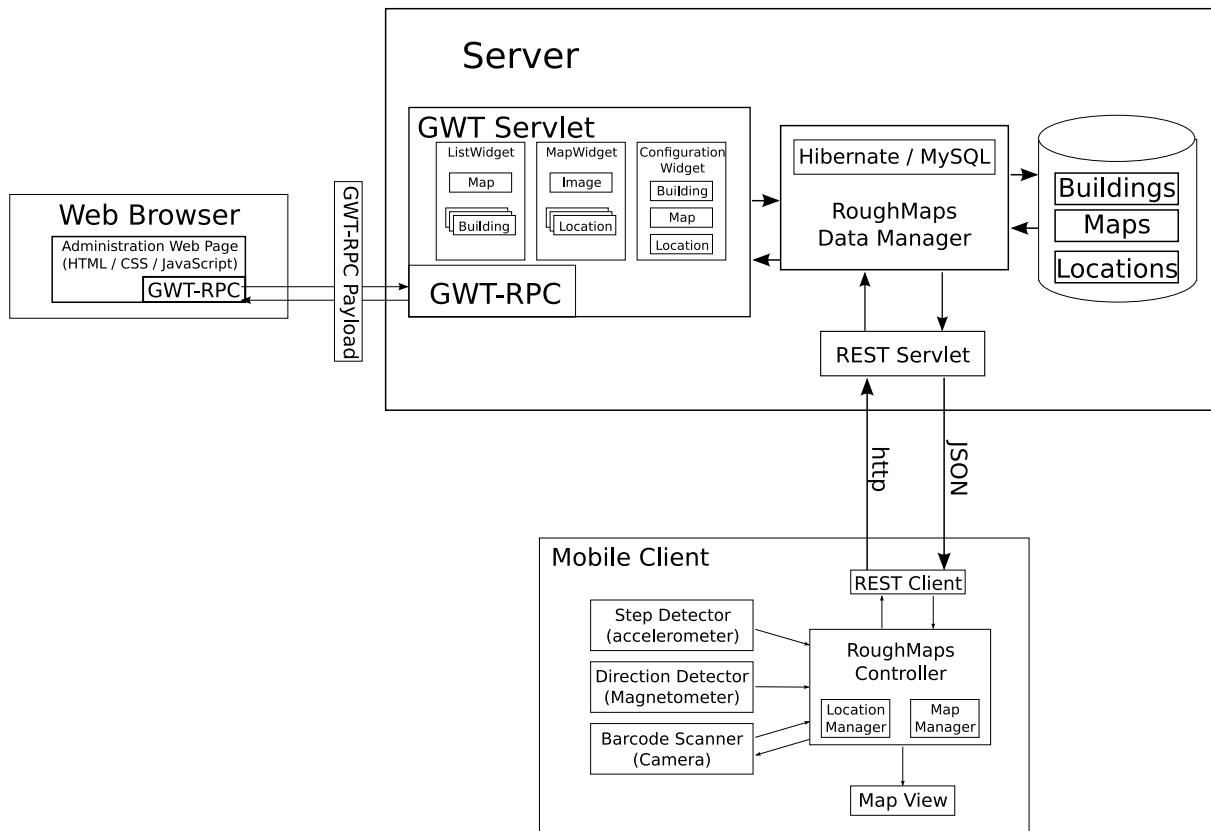 Server
GWT Servlet
ListWidget
Map
Building
MapWidget
Image
Location
Configuration
Widget
Building
Map
Location
GWT-RPC
Hibernate / MySQL
RoughMaps
Data Manager
Buildings
Maps
Locations
REST Servlet
Web Browser
Administration Web Page
(HTML / CSS / JavaScript)
GWT-RPC
GWT-RPC Payload
http
JSON
Mobile Client
REST Client
Step Detector
(accelerometer)
Direction Detector
(Magnetometer)
Barcode Scanner
(Camera)
RoughMaps
Controller
Location
Manager
Map
Manager
Map View